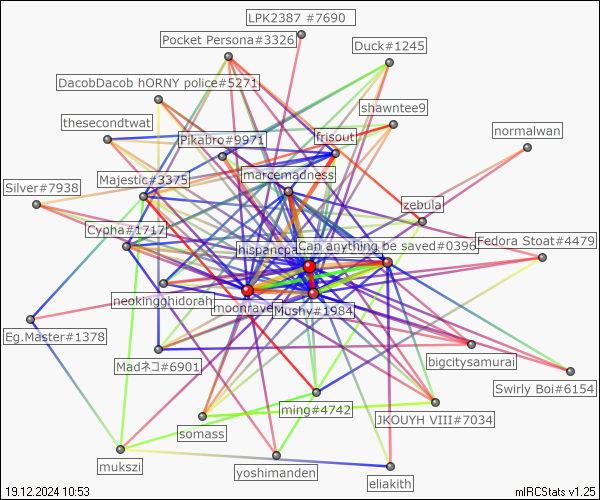 LPK2387 #7690
Pocket Persona#3326
Duck#1245
DacobDacob hORNY police#5271
shawntee9
thesecondtwat
normalwan
Pikabro#9971
frisout
marcemadness
Majestic#3375
Silver#7938
zebula
Cypha#1717
Fedora Stoat#4479
Can anything be saved#0396
neokingghidorah
Mushy#1984
Eg.Master#1378
Madネコ#6901
bigcitysamurai
Swirly Boi#6154
ming#4742
JKOUYH VIII#7034
somass
mukszi
yoshimanden
eliakith
19.12.2024 10:53
mIRCStats v1.25